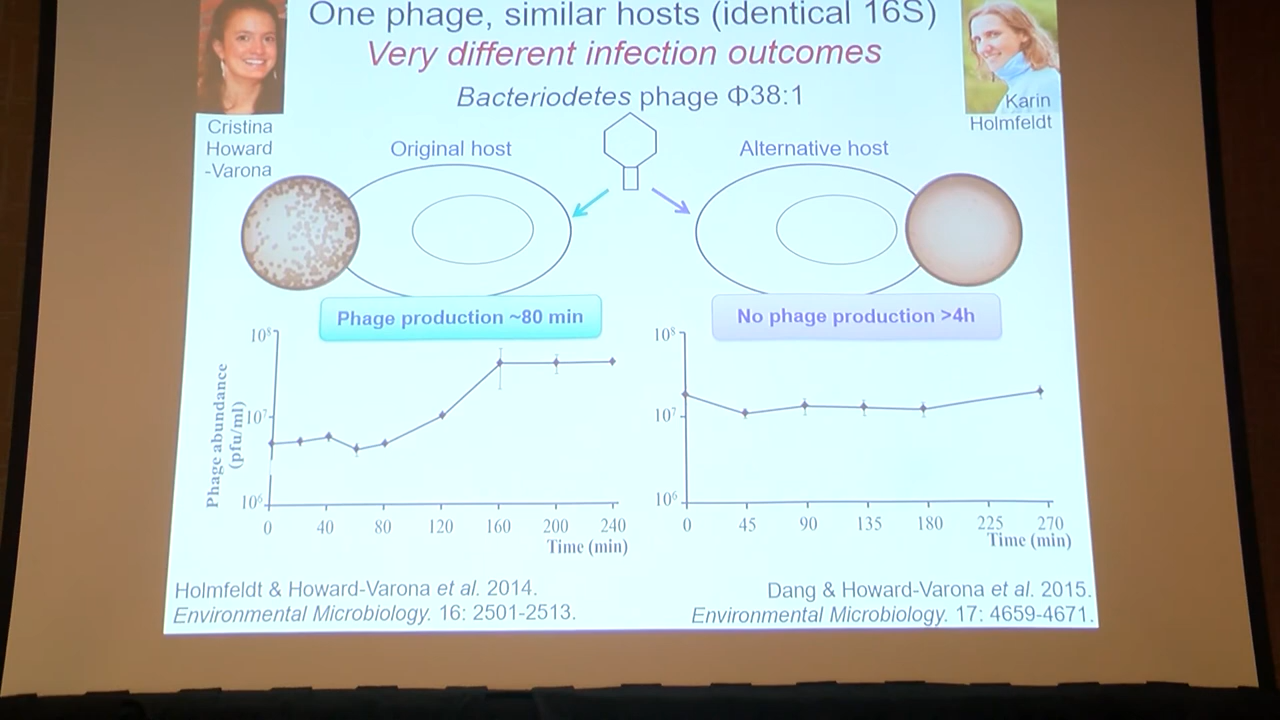 One phage, similar hosts (identical 16S)
Very different infection outcomes
Bacteriodetes phage Φ38:1
Cristina
Howard
-Varona
Karin
Holmfeldt
Original host
Alternative host
Phage production ~80 min
No phage production >4h
Phage abundance
(pfu/ml)
10⁸
10⁷
10⁶
0 40 80 120 160 200 240
Time (min)
10⁸
10⁷
10⁶
0 45 90 135 180 225 270
Time (min)
Holmfeldt & Howard-Varona et al. 2014.
Environmental Microbiology. 16: 2501-2513.
Dang & Howard-Varona et al. 2015.
Environmental Microbiology. 17: 4659-4671.